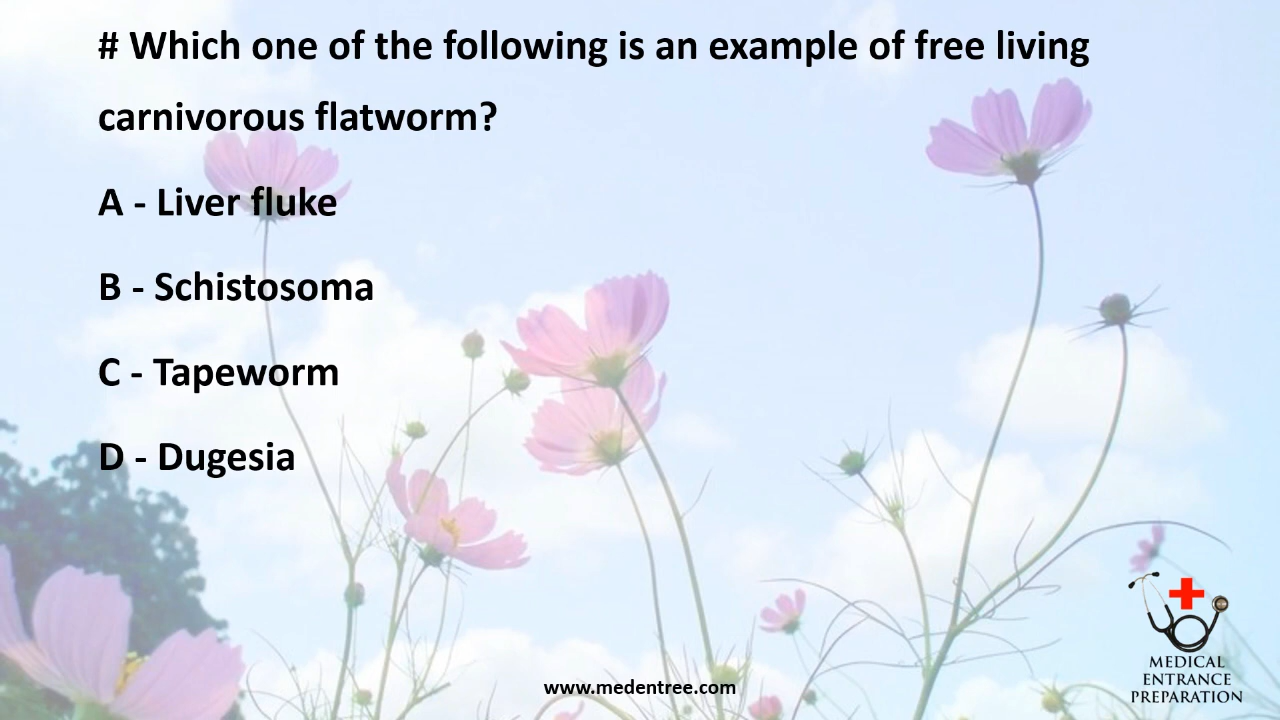 # Which one of the following is an example of free living
carnivorous flatworm?
A - Liver fluke
B - Schistosoma
C - Tapeworm
D - Dugesia
www.medentree.com
MEDICAL
ENTRANCE
PREPARATION